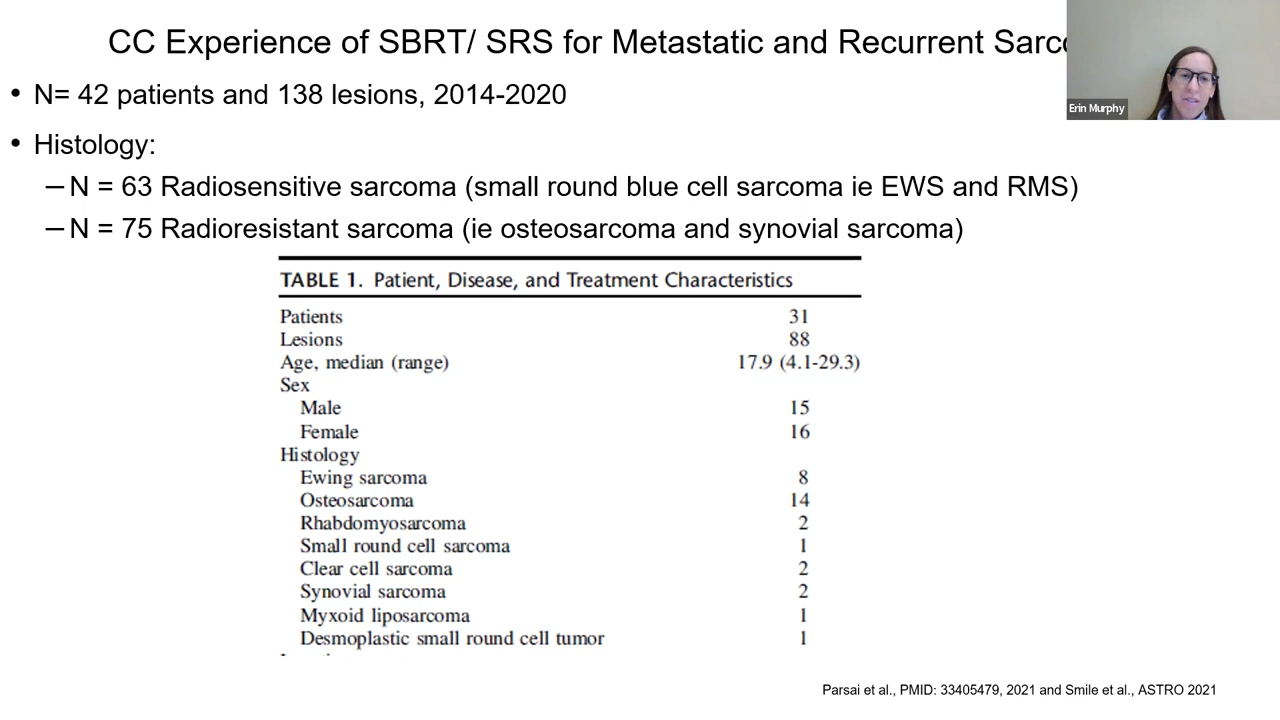 CC Experience of SBRT/ SRS for Metastatic and Recurrent
Erin Murphy
• N= 42 patients and 138 lesions, 2014-2020
• Histology:
– N = 63 Radiosensitive sarcoma (small round blue cell sarcoma ie EWS and RMS)
– N = 75 Radioresistant sarcoma (ie osteosarcoma and synovial sarcoma)
TABLE 1. Patient, Disease, and Treatment Characteristics
Patients 31
Lesions 88
Age, median (range) 17.9 (4.1-29.3)
Sex
Male 15
Female 16
Histology
Ewing sarcoma 8
Osteosarcoma 14
Rhabdomyosarcoma 2
Small round cell sarcoma 1
Clear cell sarcoma 2
Synovial sarcoma 2
Myxoid liposarcoma 1
Desmoplastic small round cell tumor 1
Parsai et al., PMID: 33405479, 2021 and Smile et al., ASTRO 2021